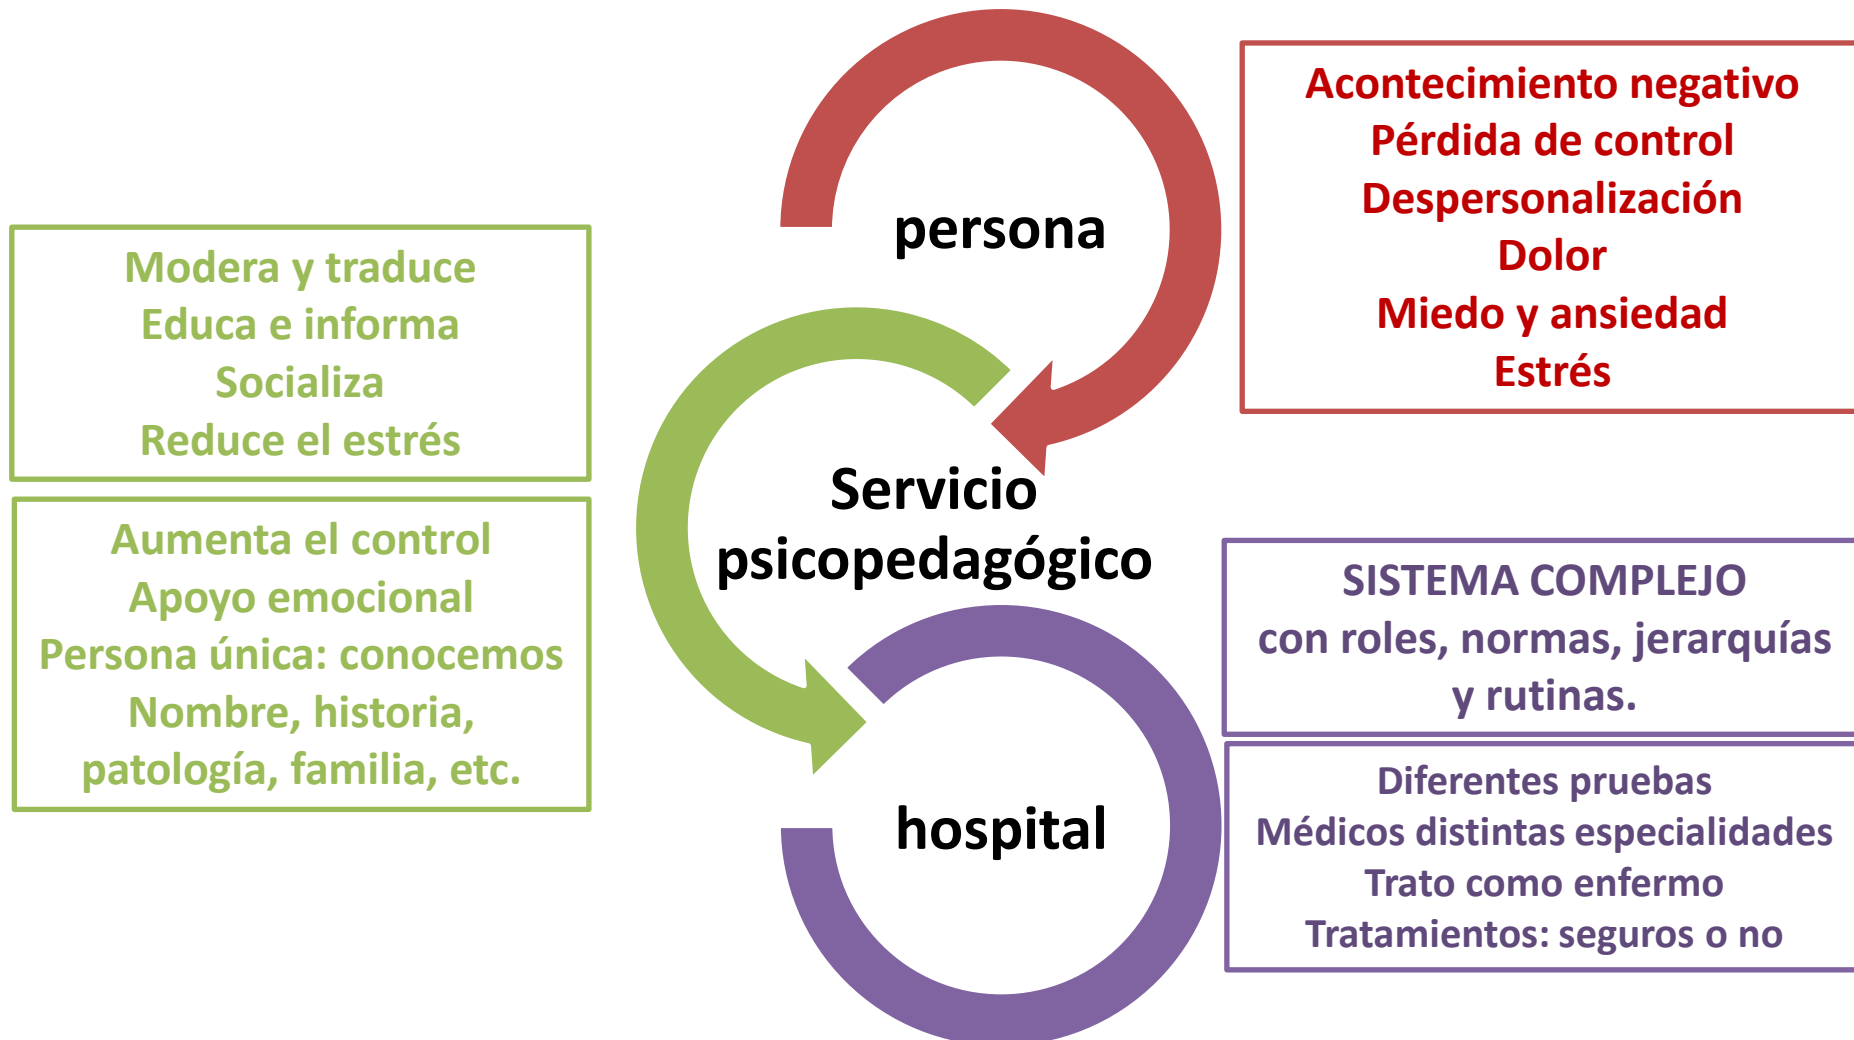 persona
Acontecimiento negativo
Pérdida de control
Despersonalización
Dolor
Miedo y ansiedad
Estrés
Modera y traduce
Educa e informa
Socializa
Reduce el estrés
Aumenta el control
Apoyo emocional
Persona única: conocemos
Nombre, historia,
patología, familia, etc.
Servicio
psicopedagógico
SISTEMA COMPLEJO
con roles, normas, jerarquías
y rutinas.
hospital
Diferentes pruebas
Médicos distintas especialidades
Trato como enfermo
Tratamientos: seguros o no